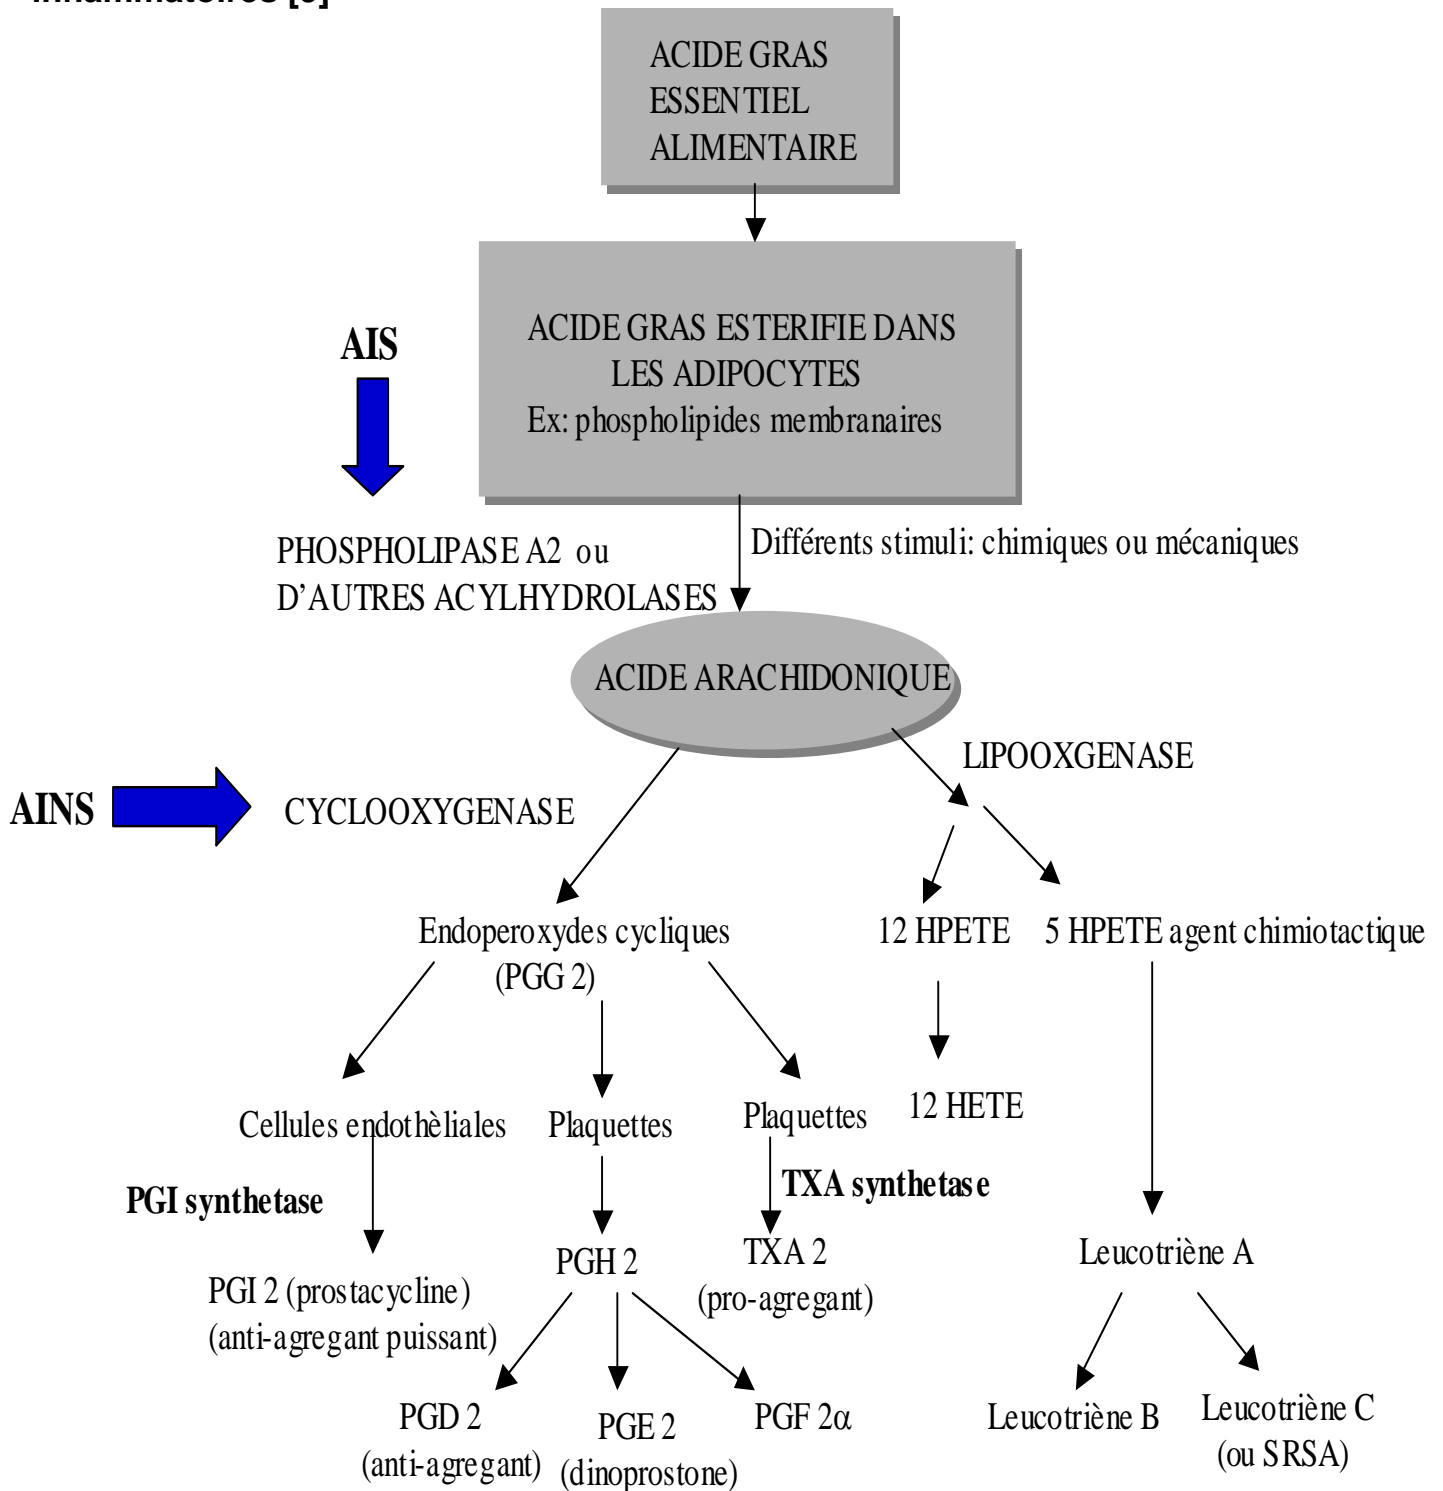 inflammatoires [6]
ACIDE GRAS
ESSENTIEL
ALIMENTAIRE
ACIDE GRAS ESTERIFIE DANS
LES ADIPOCYTES
Ex: phospholipides membranaires
AIS
PHOSPHOLIPASE A2 ou
D'AUTRES ACYLHYDROLASES
Différents stimuli: chimiques ou mécaniques
ACIDE ARACHIDONIQUE
LIPOOXGENASE
AINS
CYCLOOXYGENASE
Endoperoxydes cycliques
(PGG 2)
12 HPETE
5 HPETE agent chimiotactique
Cellules endothèliales
Plaquettes
Plaquettes
12 HETE
PGI synthetase
TXA synthetase
PGI 2 (prostacycline)
(anti-agregant puissant)
PGH 2
TXA 2
(pro-agregant)
Leucotriène A
PGD 2
(anti-agregant)
PGE 2
(dinoprostone)
PGF 2α
Leucotriène B
Leucotriène C
(ou SRSA)